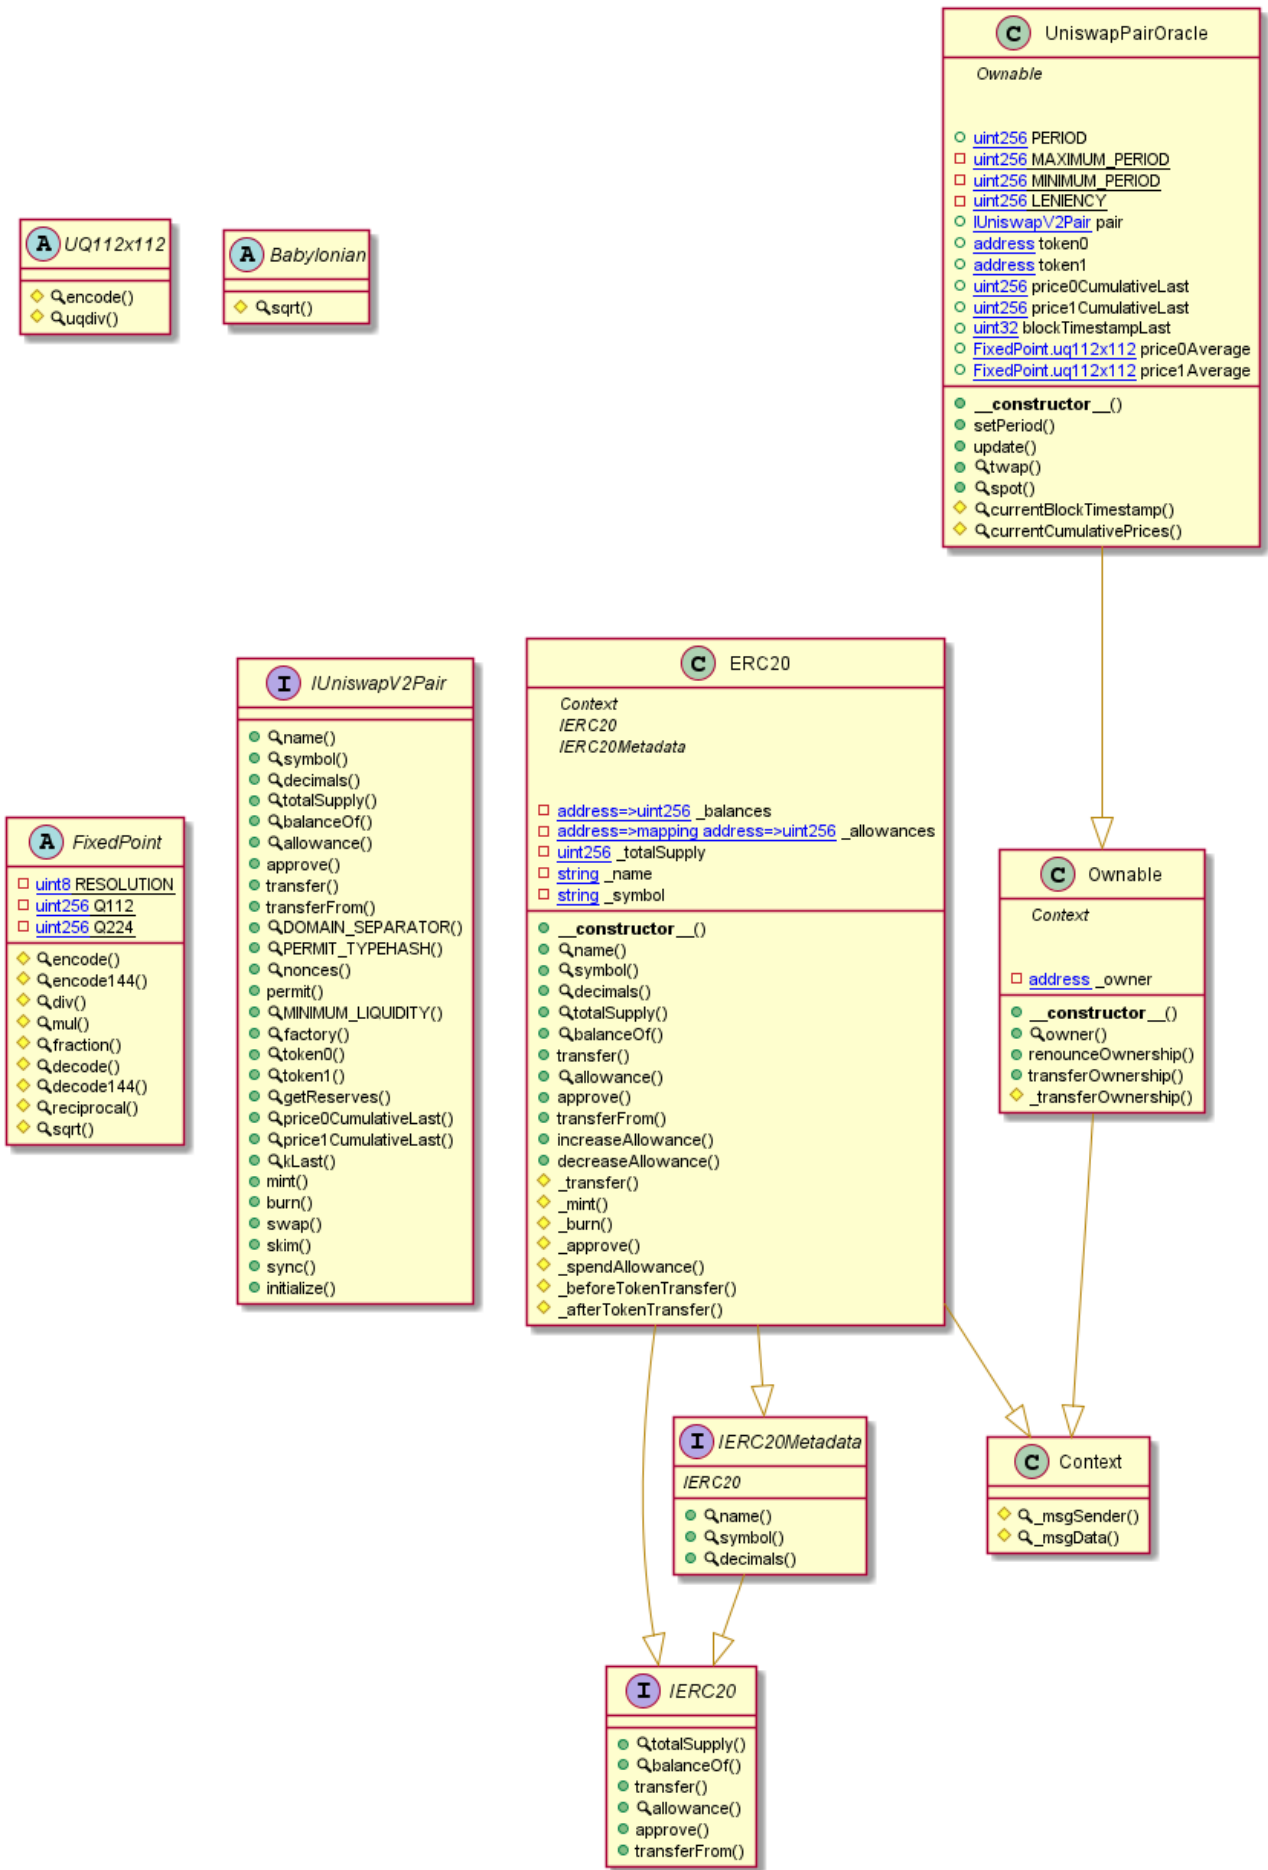 C UniswapPairOracle
Ownable
uint256 PERIOD
uint256 MAXIMUM_PERIOD
uint256 MINIMUM_PERIOD
uint256 LENIENCY
IUniswapV2Pair pair
address token0
address token1
uint256 price0CumulativeLast
uint256 price1CumulativeLast
uint32 blockTimestampLast
FixedPoint.uq112x112 price0Average
FixedPoint.uq112x112 price1Average
__constructor__()
setPeriod()
update()
twap()
spot()
currentBlockTimestamp()
currentCumulativePrices()
A UQ112x112
encode()
uqdiv()
A Babylonian
sqrt()
A FixedPoint
uint8 RESOLUTION
uint256 Q112
uint256 Q224
encode()
encode144()
div()
mul()
fraction()
decode()
decode144()
reciprocal()
sqrt()
I IUniswapV2Pair
name()
symbol()
decimals()
totalSupply()
balanceOf()
allowance()
approve()
transfer()
transferFrom()
DOMAIN_SEPARATOR()
PERMIT_TYPEHASH()
nonces()
permit()
MINIMUM_LIQUIDITY()
factory()
token0()
token1()
getReserves()
price0CumulativeLast()
price1CumulativeLast()
kLast()
mint()
burn()
swap()
skim()
sync()
initialize()
C ERC20
Context
IERC20
IERC20Metadata
address=>uint256 _balances
address=>mapping address=>uint256 _allowances
uint256 _totalSupply
string _name
string _symbol
__constructor__()
name()
symbol()
decimals()
totalSupply()
balanceOf()
transfer()
allowance()
approve()
transferFrom()
increaseAllowance()
decreaseAllowance()
_transfer()
_mint()
_burn()
_approve()
_spendAllowance()
_beforeTokenTransfer()
_afterTokenTransfer()
C Ownable
Context
address _owner
__constructor__()
owner()
renounceOwnership()
transferOwnership()
_transferOwnership()
I IERC20Metadata
IERC20
name()
symbol()
decimals()
C Context
_msgSender()
_msgData()
I IERC20
totalSupply()
balanceOf()
transfer()
allowance()
approve()
transferFrom()